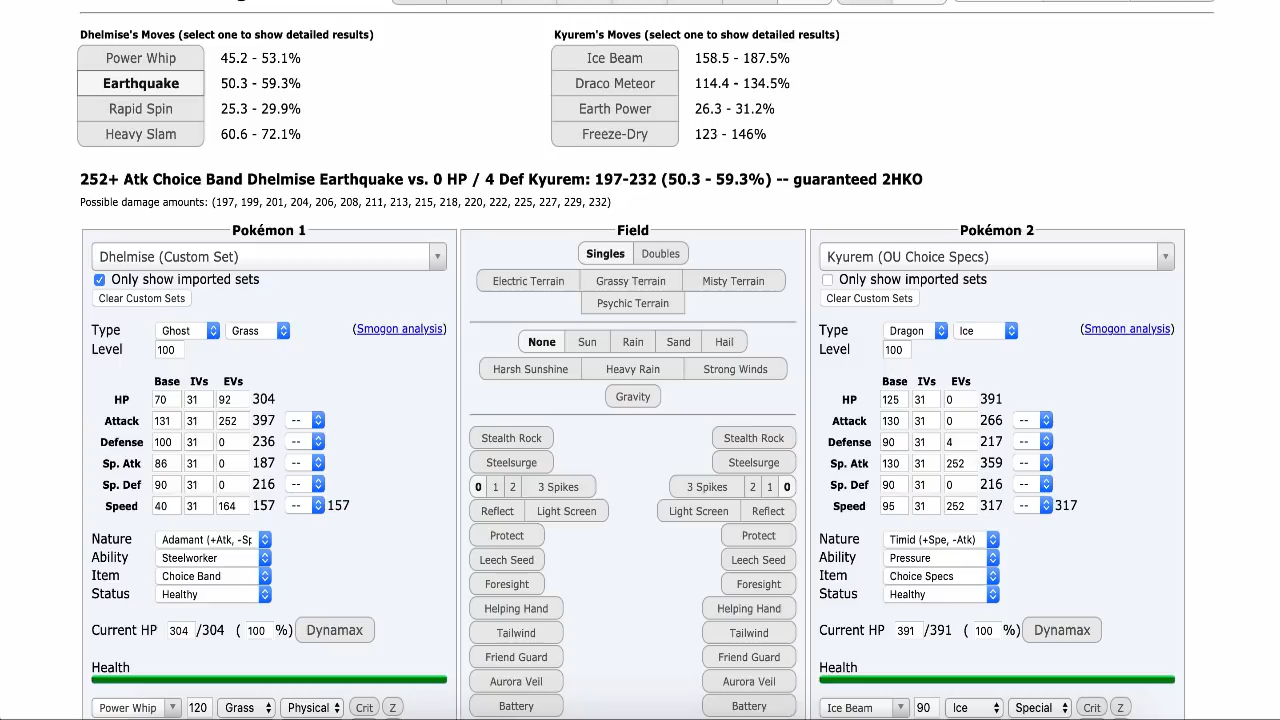 Dhelmise's Moves (select one to show detailed results)
Power Whip 45.2 - 53.1%
Earthquake 50.3 - 59.3%
Rapid Spin 25.3 - 29.9%
Heavy Slam 60.6 - 72.1%
Kyurem's Moves (select one to show detailed results)
Ice Beam 158.5 - 187.5%
Draco Meteor 114.4 - 134.5%
Earth Power 26.3 - 31.2%
Freeze-Dry 123 - 146%
252+ Atk Choice Band Dhelmise Earthquake vs. 0 HP / 4 Def Kyurem: 197-232 (50.3 - 59.3%) -- guaranteed 2HKO
Possible damage amounts: (197, 199, 201, 204, 206, 208, 211, 213, 215, 218, 220, 222, 225, 227, 229, 232)
Pokémon 1
Dhelmise (Custom Set)
Only show imported sets
Clear Custom Sets
Type Ghost Grass (Smogon analysis)
Level 100
Base IVs EVs
HP 70 31 92 304
Attack 131 31 252 397 --
Defense 100 31 0 236 --
Sp. Atk 86 31 0 187 --
Sp. Def 90 31 0 216 --
Speed 40 31 164 157 -- 157
Nature Adamant (+Atk, -Sp
Ability Steelworker
Item Choice Band
Status Healthy
Current HP 304 /304 ( 100 %) Dynamax
Health
Power Whip 120 Grass Physical Crit Z
Field
Singles Doubles
Electric Terrain Grassy Terrain Misty Terrain
Psychic Terrain
None Sun Rain Sand Hail
Harsh Sunshine Heavy Rain Strong Winds
Gravity
Stealth Rock Stealth Rock
Steelsurge Steelsurge
0 1 2 3 Spikes 3 Spikes 2 1 0
Reflect Light Screen Light Screen Reflect
Protect Protect
Leech Seed Leech Seed
Foresight Foresight
Helping Hand Helping Hand
Tailwind Tailwind
Friend Guard Friend Guard
Aurora Veil Aurora Veil
Battery Battery
Pokémon 2
Kyurem (OU Choice Specs)
Only show imported sets
Clear Custom Sets
Type Dragon Ice (Smogon analysis)
Level 100
Base IVs EVs
HP 125 31 0 391
Attack 130 31 0 266 --
Defense 90 31 4 217 --
Sp. Atk 130 31 252 359 --
Sp. Def 90 31 0 216 --
Speed 95 31 252 317 -- 317
Nature Timid (+Spe, -Atk)
Ability Pressure
Item Choice Specs
Status Healthy
Current HP 391 /391 ( 100 %) Dynamax
Health
Ice Beam 90 Ice Special Crit Z